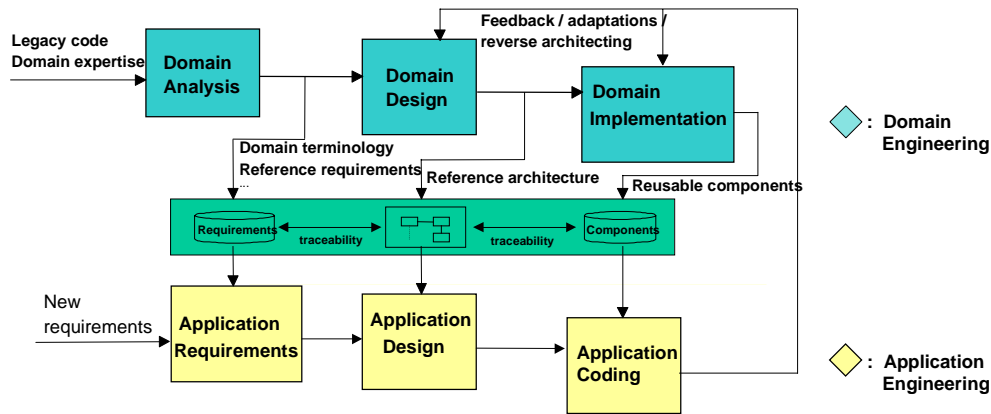 Feedback / adaptations /
reverse architecting
Legacy code
Domain expertise
Domain
Analysis
Domain
Design
Domain
Implementation
: Domain
Engineering
Domain terminology
Reference requirements
...
Reference architecture
Reusable components
Requirements
traceability
traceability
Components
New
requirements
Application
Requirements
Application
Design
Application
Coding
: Application
Engineering